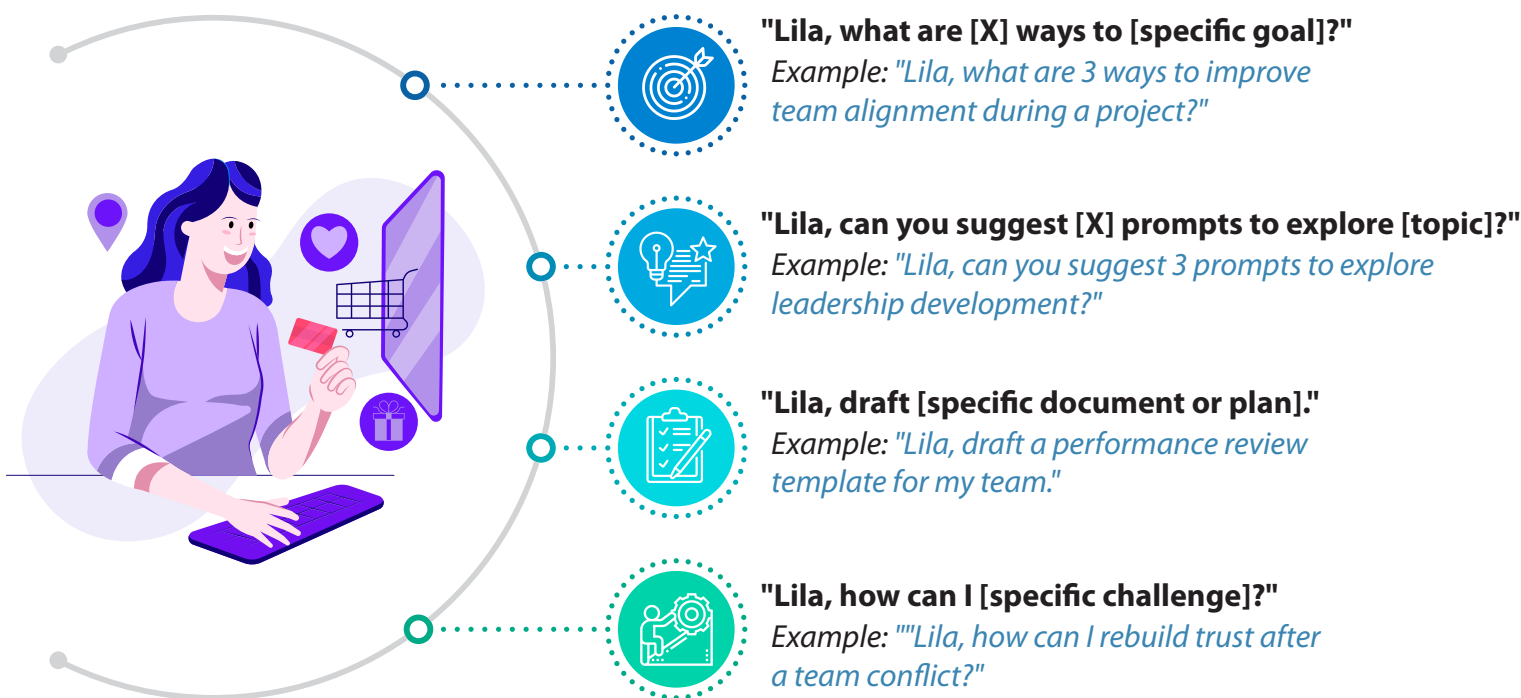 "Lila, what are [X] ways to [specific goal]?"
Example: "Lila, what are 3 ways to improve
team alignment during a project?"
"Lila, can you suggest [X] prompts to explore [topic]?"
Example: "Lila, can you suggest 3 prompts to explore
leadership development?"
"Lila, draft [specific document or plan]."
Example: "Lila, draft a performance review
template for my team."
"Lila, how can I [specific challenge]?"
Example: ""Lila, how can I rebuild trust after
a team conflict?"